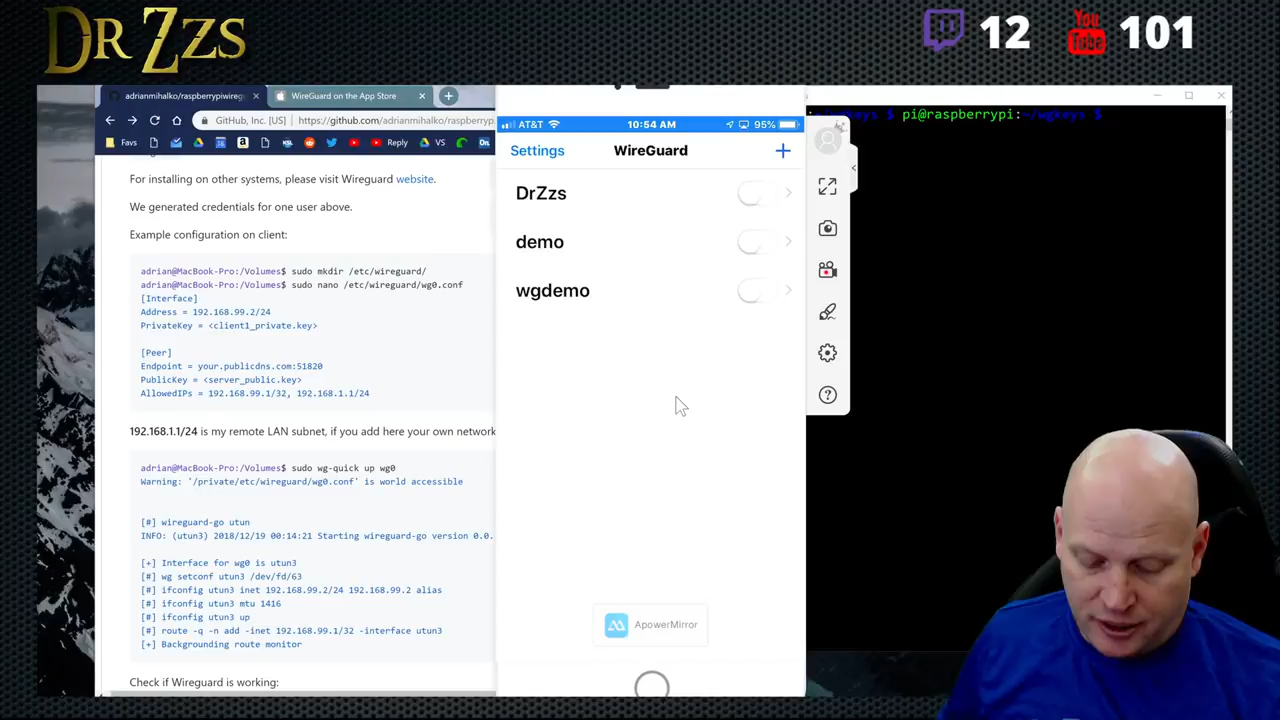 DR ZZS
12
You Tube
101
adrianmihalko/raspberrypiwireg
WireGuard on the App Store
GitHub, Inc. [US]
https://github.com/adrianmihalko/raspberryp
Favs
KSL
Reply
VS
For installing on other systems, please visit Wireguard website.
We generated credentials for one user above.
Example configuration on client:
adrian@MacBook-Pro:/Volumes$ sudo mkdir /etc/wireguard/
adrian@MacBook-Pro:/Volumes$ sudo nano /etc/wireguard/wg0.conf
[Interface]
Address = 192.168.99.2/24
PrivateKey = <client1_private.key>
[Peer]
Endpoint = your.publicdns.com:51820
PublicKey = <server_public.key>
AllowedIPs = 192.168.99.1/32, 192.168.1.1/24
192.168.1.1/24 is my remote LAN subnet, if you add here your own network
adrian@MacBook-Pro:/Volumes$ sudo wg-quick up wg0
Warning: '/private/etc/wireguard/wg0.conf' is world accessible
[#] wireguard-go utun
INFO: (utun3) 2018/12/19 00:14:21 Starting wireguard-go version 0.0.
[+] Interface for wg0 is utun3
[#] wg setconf utun3 /dev/fd/63
[#] ifconfig utun3 inet 192.168.99.2/24 192.168.99.2 alias
[#] ifconfig utun3 mtu 1416
[#] ifconfig utun3 up
[#] route -q -n add -inet 192.168.99.1/32 -interface utun3
[+] Backgrounding route monitor
Check if Wireguard is working:
AT&T
10:54 AM
95%
Settings
WireGuard
+
DrZzs
demo
wgdemo
ApowerMirror
$ pi@raspberrypi:~/wgkeys $